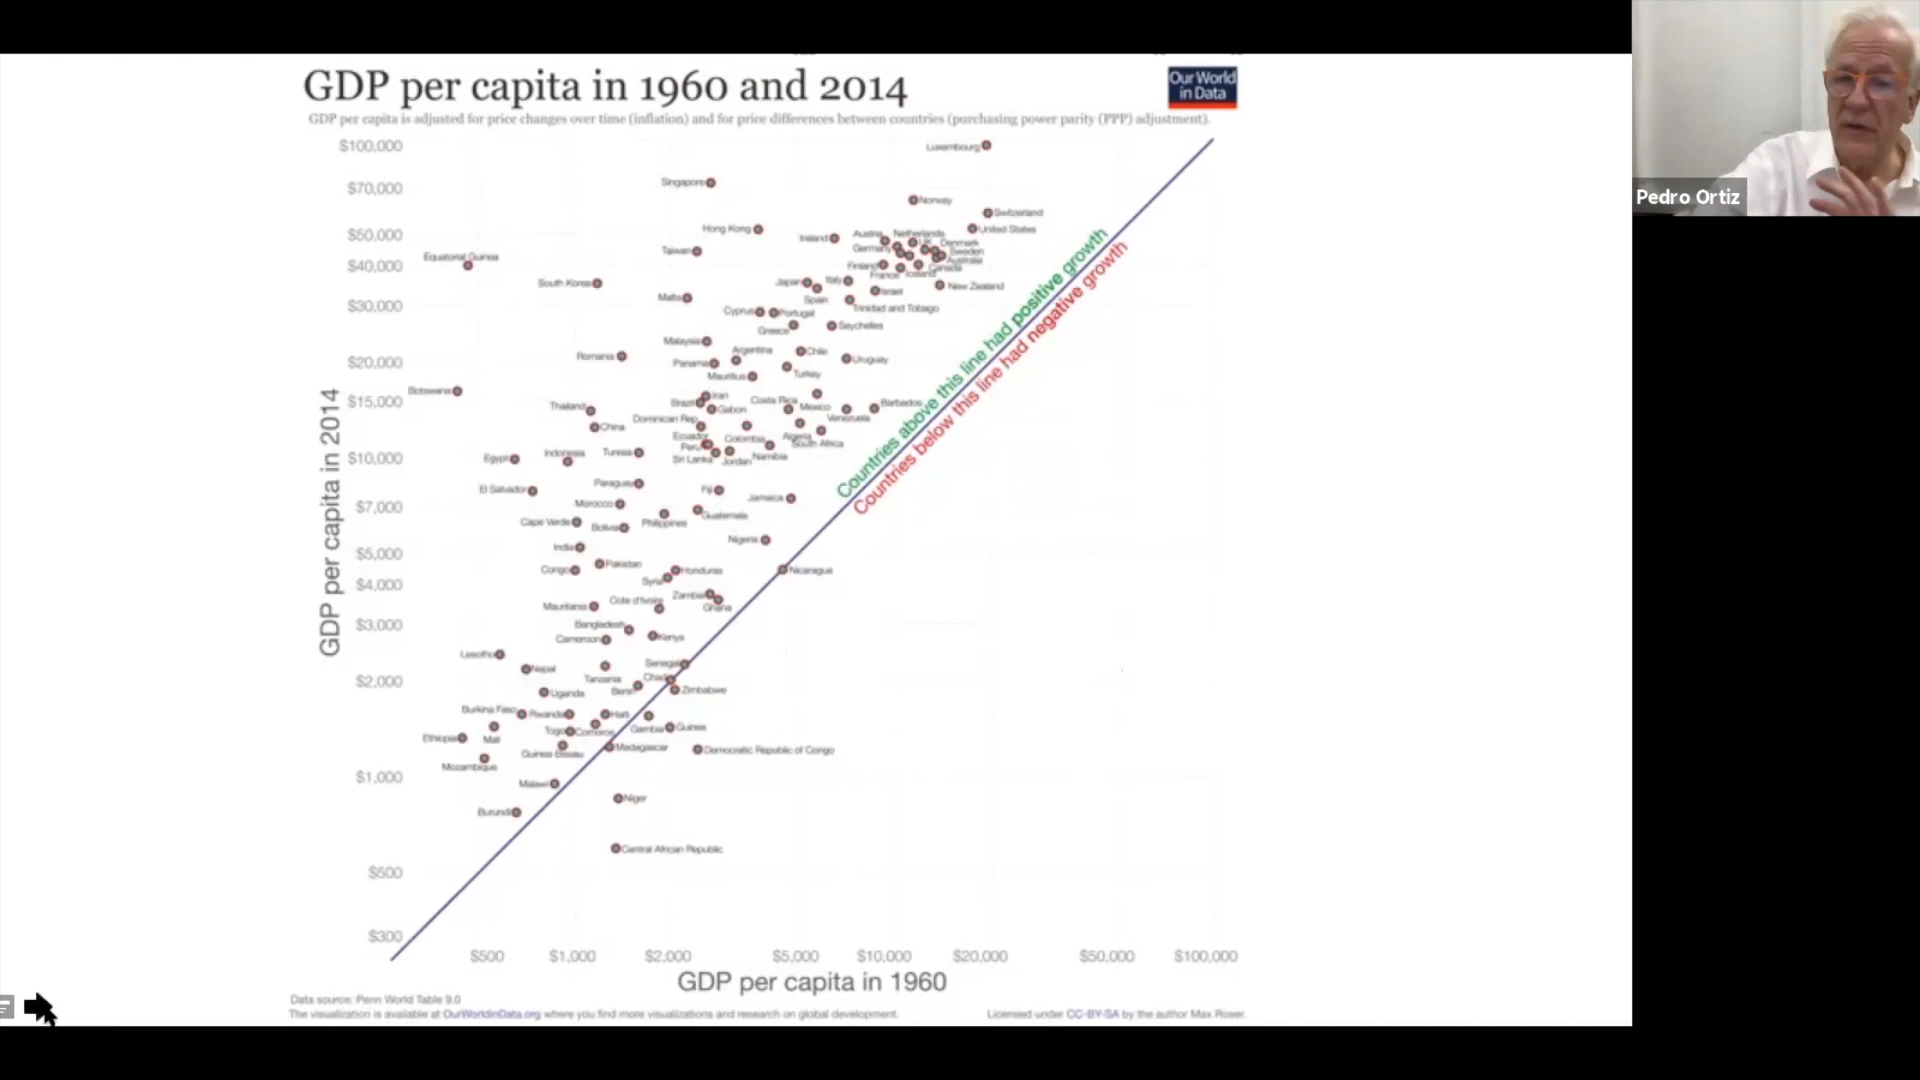 GDP per capita in 1960 and 2014
Our World
in Data
GDP per capita is adjusted for price changes over time (inflation) and for price differences between countries (purchasing power parity (PPP) adjustment).
Pedro Ortiz
GDP per capita in 2014
$100,000
$70,000
$50,000
$40,000
$30,000
$20,000
$15,000
$10,000
$7,000
$5,000
$4,000
$3,000
$2,000
$1,000
$500
$300
Luxembourg
Singapore
Norway
Switzerland
Hong Kong
United States
Ireland
Austria
Netherlands
UK
Denmark
Germany
Sweden
Taiwan
Australia
Equatorial Guinea
Finland
Canada
France
Iceland
South Korea
Japan
Italy
New Zealand
Israel
Malta
Spain
Trinidad and Tobago
Cyprus
Portugal
Greece
Seychelles
Malaysia
Argentina
Chile
Romania
Panama
Uruguay
Mauritius
Turkey
Botswana
Iran
Brazil
Costa Rica
Mexico
Barbados
Thailand
Gabon
Venezuela
Dominican Rep.
China
Ecuador
Colombia
Algeria
South Africa
Peru
Egypt
Indonesia
Tunisia
Sri Lanka
Jordan
Namibia
Paraguay
El Salvador
Fiji
Jamaica
Morocco
Guatemala
Cape Verde
Bolivia
Philippines
Nigeria
India
Pakistan
Congo
Honduras
Nicaragua
Syria
Zambia
Mauritania
Cote d'Ivoire
Ghana
Bangladesh
Cameroon
Kenya
Lesotho
Senegal
Nepal
Tanzania
Chad
Uganda
Benin
Zimbabwe
Burkina Faso
Rwanda
Haiti
Togo
Comoros
Gambia
Guinea
Ethiopia
Mali
Guinea-Bissau
Madagascar
Democratic Republic of Congo
Mozambique
Malawi
Niger
Burundi
Central African Republic
Countries above this line had positive growth
Countries below this line had negative growth
$500
$1,000
$2,000
$5,000
$10,000
$20,000
$50,000
$100,000
GDP per capita in 1960
Data source: Penn World Table 9.0
The visualization is available at OurWorldinData.org where you find more visualizations and research on global development.
Licensed under CC-BY-SA by the author Max Roser.